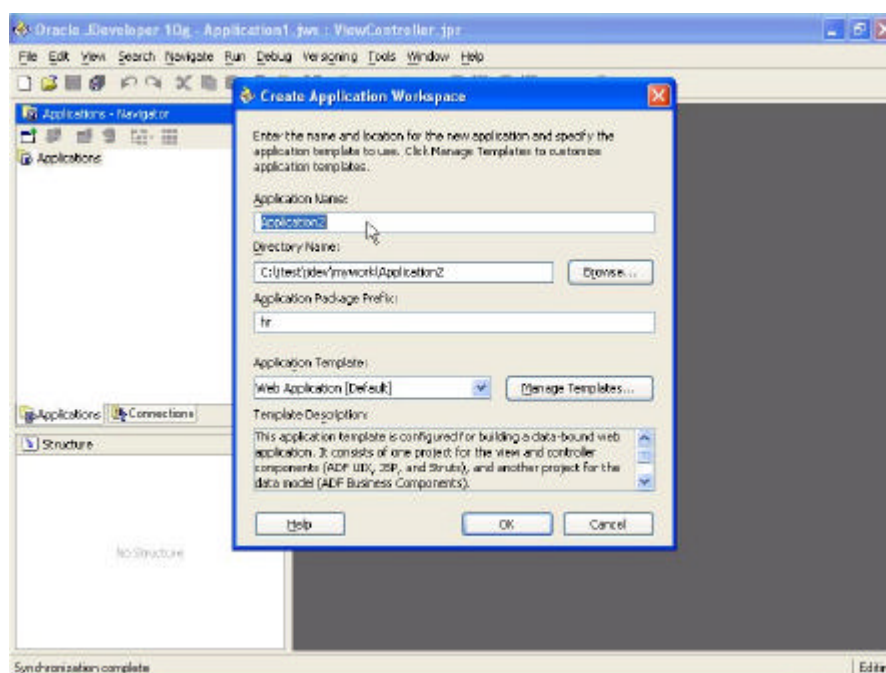 Oracle JDeveloper 10g - Application1.jws : ViewController.jpr
File Edit View Search Navigate Run Debug Versioning Tools Window Help
Applications - Navigator
Applications
Applications Connections
Structure
No Structure
Create Application Workspace
Enter the name and location for the new application and specify the
application template to use. Click Manage Templates to customize
application templates.
Application Name:
Application2
Directory Name:
C:\jtest\jdev\mywork\Application2
Browse...
Application Package Prefix:
hr
Application Template:
Web Application [Default]
Manage Templates...
Template Description:
This application template is configured for building a data-bound web
application. It consists of one project for the view and controller
components (ADF UIX, JSP, and Struts), and another project for the
data model (ADF Business Components).
Help OK Cancel
Synchronization complete